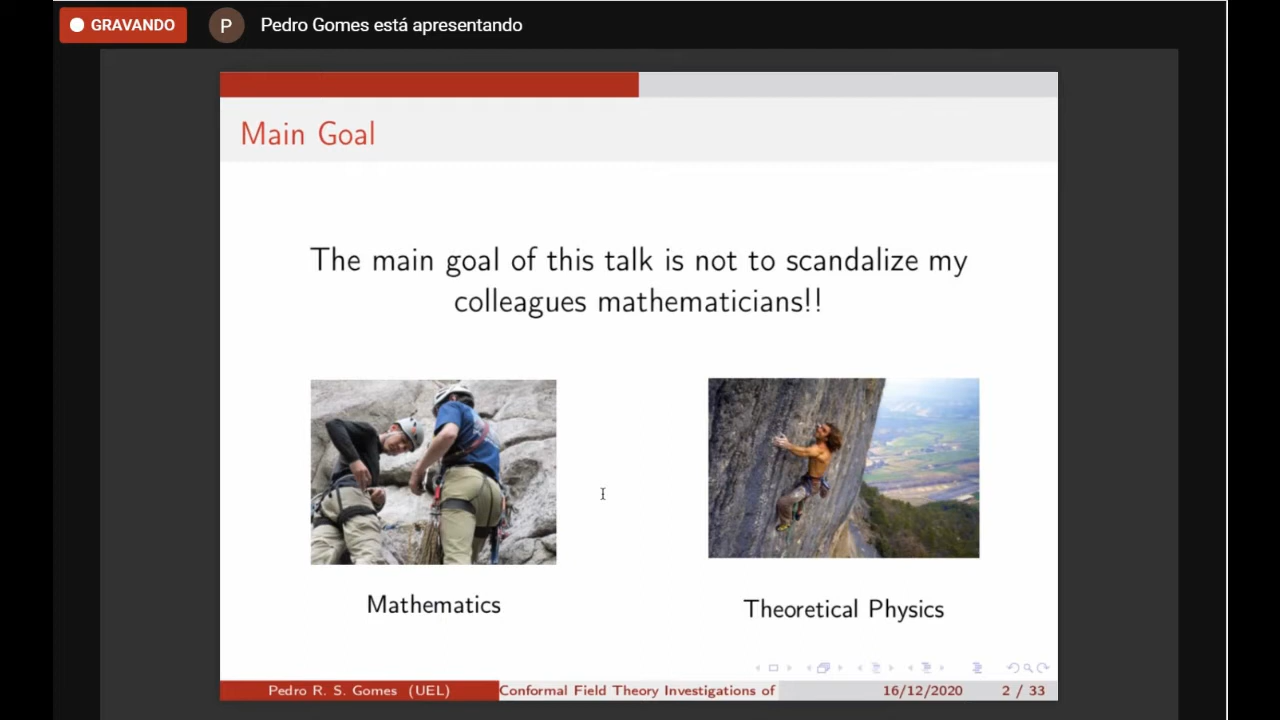 GRAVANDO
P
Pedro Gomes está apresentando
Main Goal
The main goal of this talk is not to scandalize my
colleagues mathematicians!!
Mathematics
Theoretical Physics
Pedro R. S. Gomes (UEL)
Conformal Field Theory Investigations of
16/12/2020
2 / 33